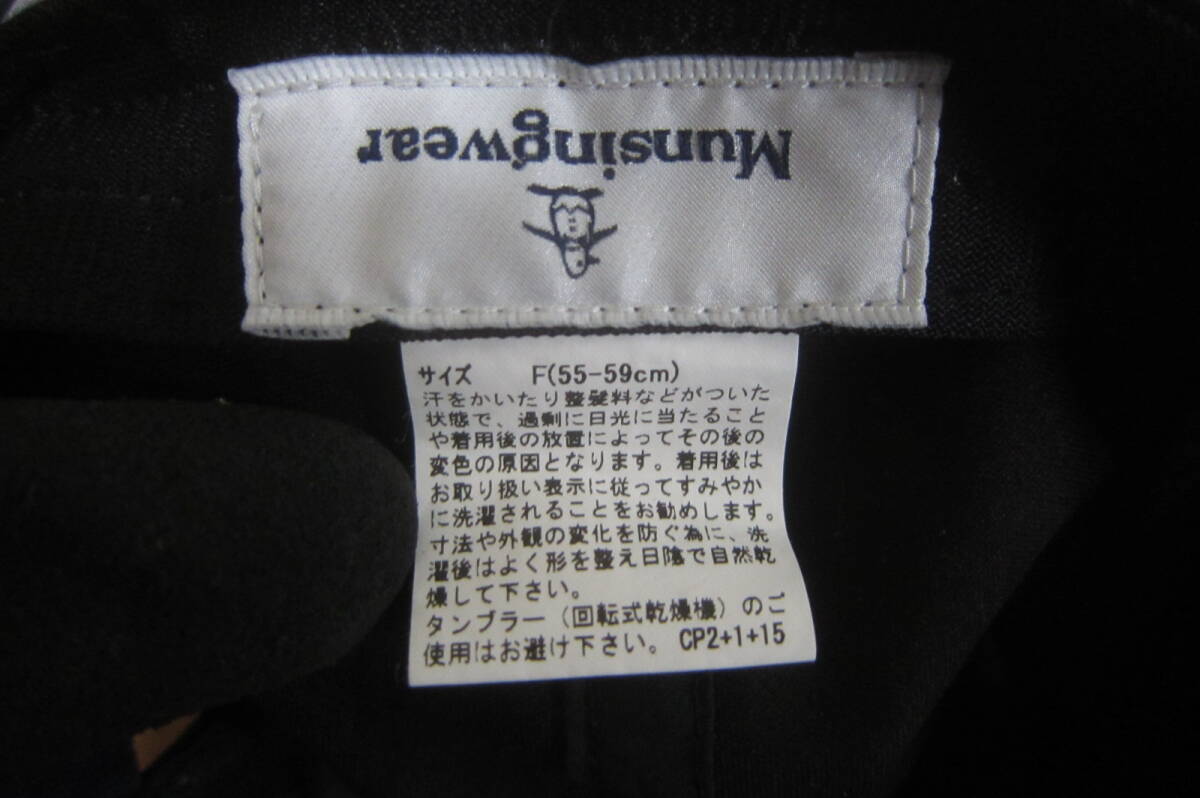 Munsingwear
サイズ F(55-59cm)
汗をかいたり整髪料などがついた
状態で、過剰に日光に当たること
や着用後の放置によってその後の
変色の原因となります。着用後は
お取り扱い表示に従ってすみやか
に洗濯されることをお勧めします。
寸法や外観の変化を防ぐ為に、洗
濯後はよく形を整え日陰で自然乾
燥して下さい。
タンブラー（回転式乾燥機）のご
使用はお避け下さい。 CP2+1+15